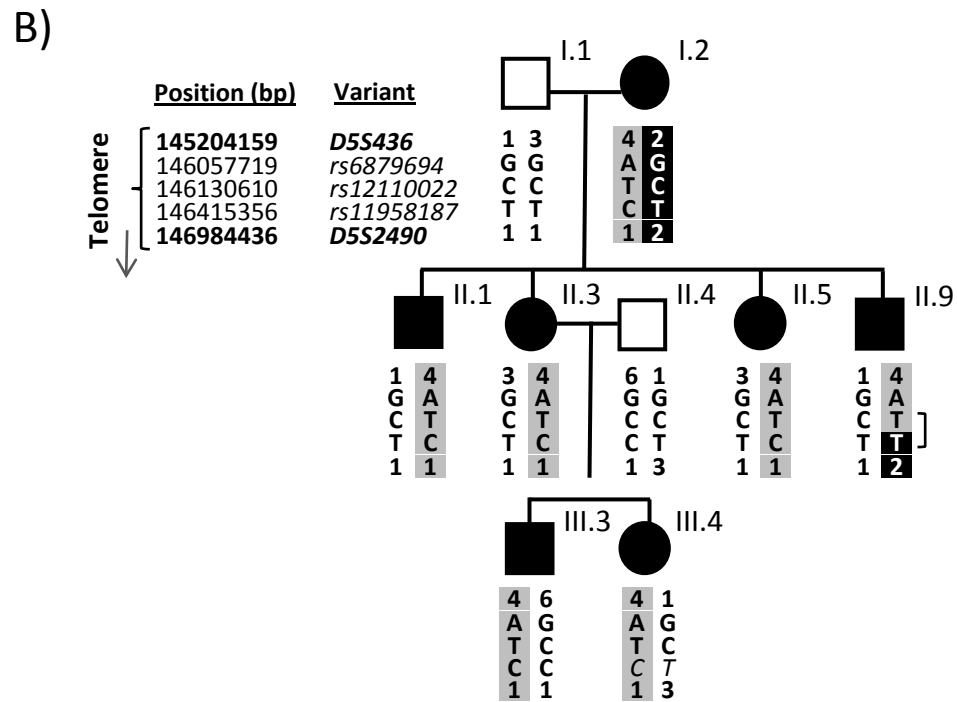 B)
I.1 I.2
Position (bp) Variant
Telomere
145204159 D5S436 1 3 4 2
146057719 rs6879694 G G A G
146130610 rs12110022 C C T C
146415356 rs11958187 T T C T
146984436 D5S2490 1 1 1 2
II.1 II.3 II.4 II.5 II.9
1 4 3 4 6 1 3 4 1 4
G A G A G G G A G A
C T C T C C C T C T
T C T C C T T C T T
1 1 1 1 1 3 1 1 1 2
III.3 III.4
4 6 4 1
A G A G
T C T C
C C C T
1 1 1 3